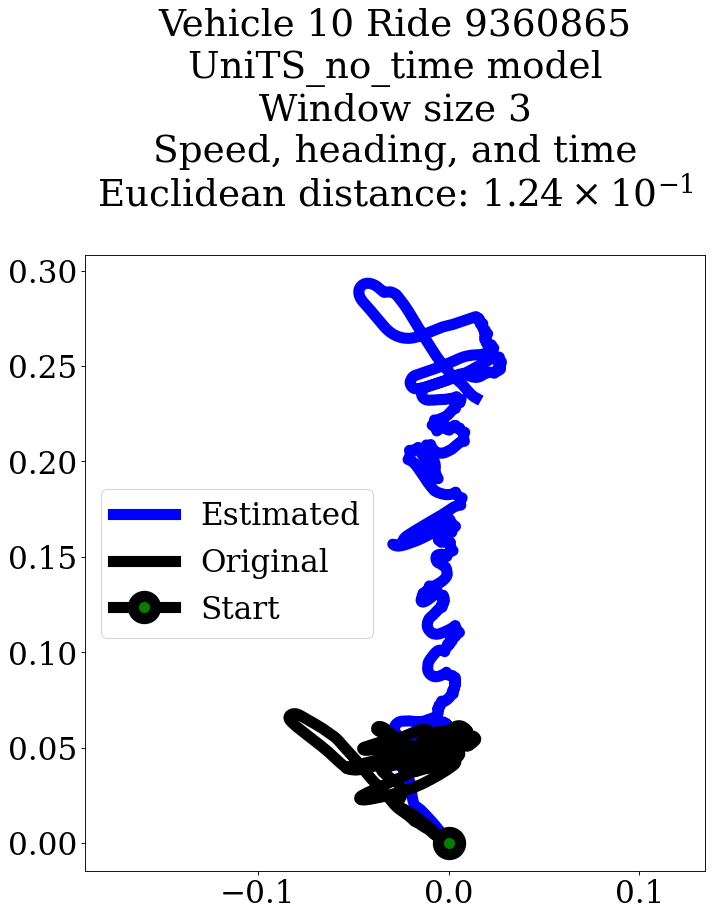 Vehicle 10 Ride 9360865
UniTS_no_time model
Window size 3
Speed, heading, and time
Euclidean distance: 1.24 × 10⁻¹
0.30
0.25
0.20
0.15
0.10
0.05
0.00
Estimated
Original
Start
−0.1 0.0 0.1